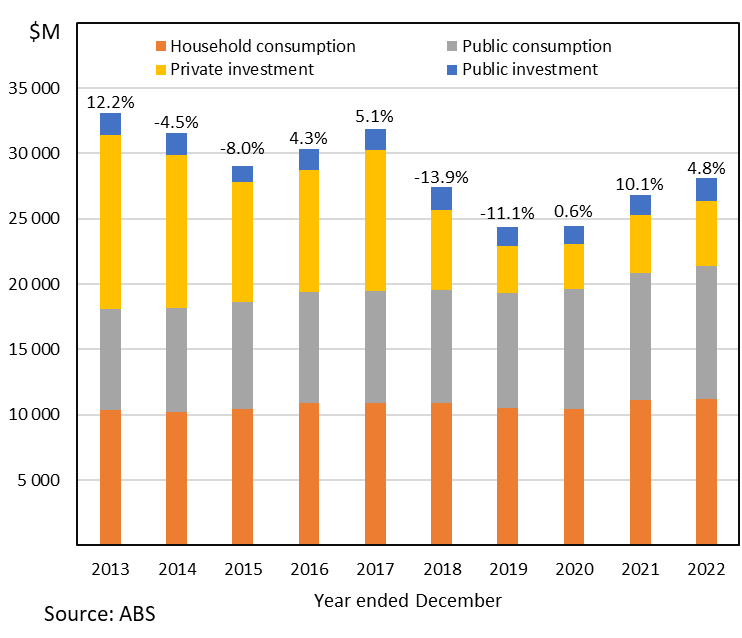 $M
Household consumption
Public consumption
Private investment
Public investment
35 000
30 000
25 000
20 000
15 000
10 000
5 000
12.2%
-4.5%
-8.0%
4.3%
5.1%
-13.9%
-11.1%
0.6%
10.1%
4.8%
2013 2014 2015 2016 2017 2018 2019 2020 2021 2022
Year ended December
Source: ABS